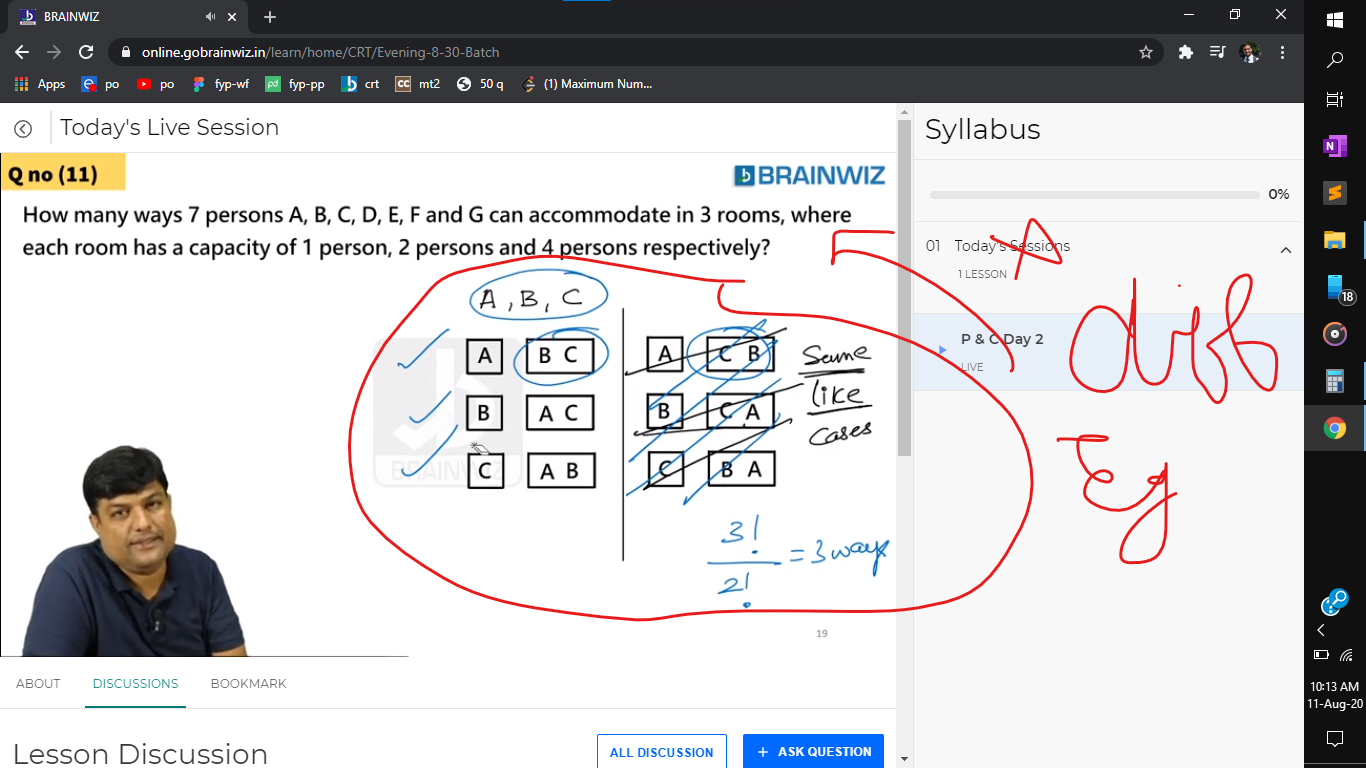 BRAINWIZ
online.gobrainwiz.in/learn/home/CRT/Evening-8-30-Batch
Apps po po fyp-wf fyp-pp crt CC mt2 50 q (1) Maximum Num...
Today's Live Session
Syllabus
0%
01 Today's Sessions
1 LESSON
P & C Day 2
LIVE
Q no (11)
BRAINWIZ
How many ways 7 persons A, B, C, D, E, F and G can accommodate in 3 rooms, where
each room has a capacity of 1 person, 2 persons and 4 persons respectively?
A, B, C
A B C A C B Same
B A C B C A like
cases
C A B C B A
BRAINWIZ
3!
2!
= 3 ways
19
diff
Eg
ABOUT DISCUSSIONS BOOKMARK
Lesson Discussion
ALL DISCUSSION
+ ASK QUESTION
N
18
10:13 AM
11-Aug-20